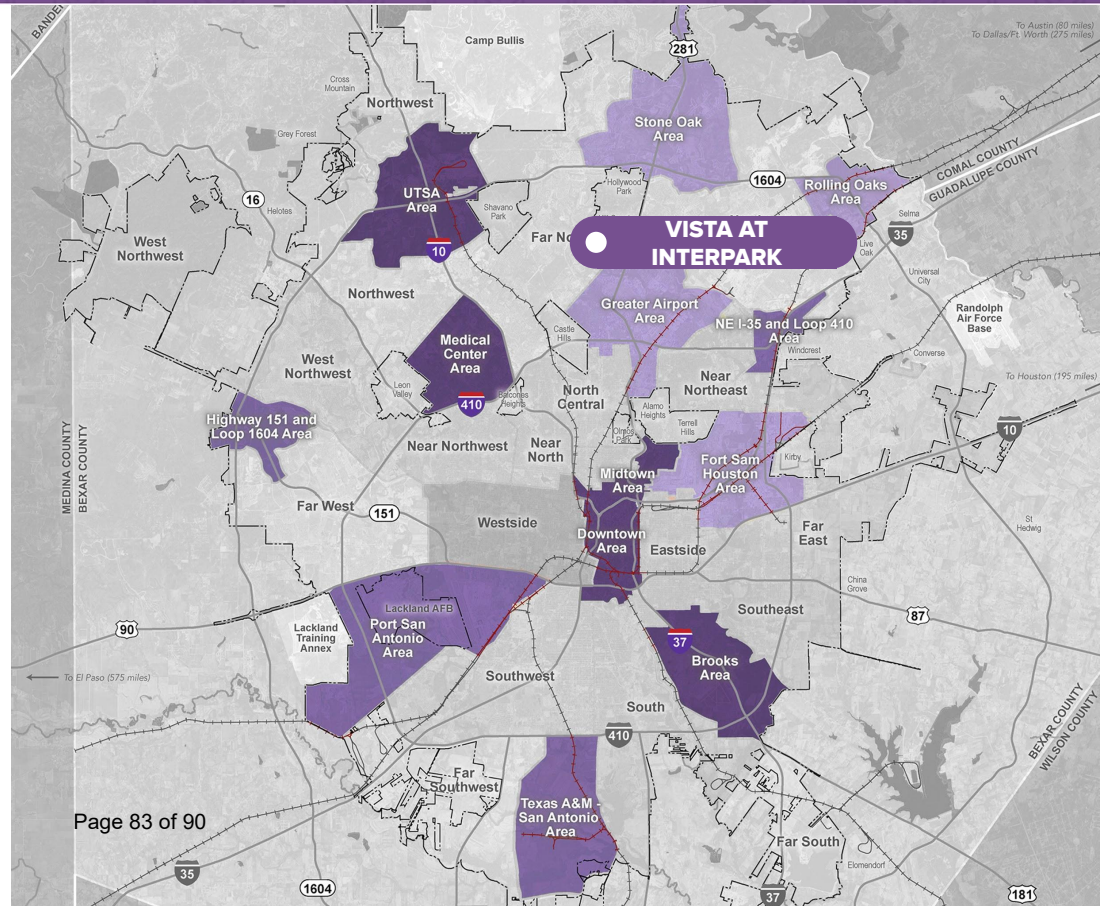 BANDE
To Austin (80 miles)
To Dallas/Ft. Worth (275 miles)
Camp Bullis
281
Cross
Mountain
Northwest
Stone Oak
Area
Grey Forest
COMAL COUNTY
GUADALUPE COUNTY
1604
Rolling Oaks
Area
Hollywood
Park
UTSA
Area
16
Helotes
Shavano
Park
Selma
35
VISTA AT
INTERPARK
Far No
West
Northwest
10
Live
Oak
Universal
City
Northwest
Greater Airport
Area
Randolph
Air Force
Base
NE I-35 and Loop 410
Area
Castle
Hills
Medical
Center
Area
Windcrest
Converse
West
Northwest
To Houston (195 miles)
Near
Northeast
Leon
Valley
North
Central
Balcones
Heights
410
Alamo
Heights
Highway 151 and
Loop 1604 Area
Terrell
Hills
10
Olmos
Park
Near Northwest
Near
North
Kirby
Fort Sam
Houston
Area
MEDINA COUNTY
BEXAR COUNTY
Midtown
Area
Far West
151
Westside
St
Hedwig
Far
East
Downtown
Area
Eastside
China
Grove
Lackland AFB
Southeast
87
Port San
Antonio
Area
Lackland
Training
Annex
90
37
Brooks
Area
To El Paso (575 miles)
Southwest
South
BEXAR COUNTY
WILSON COUNTY
410
Far
Southwest
Texas A&M -
San Antonio
Area
Page 83 of 90
Far South
Elomendorf
35
1604
37
181